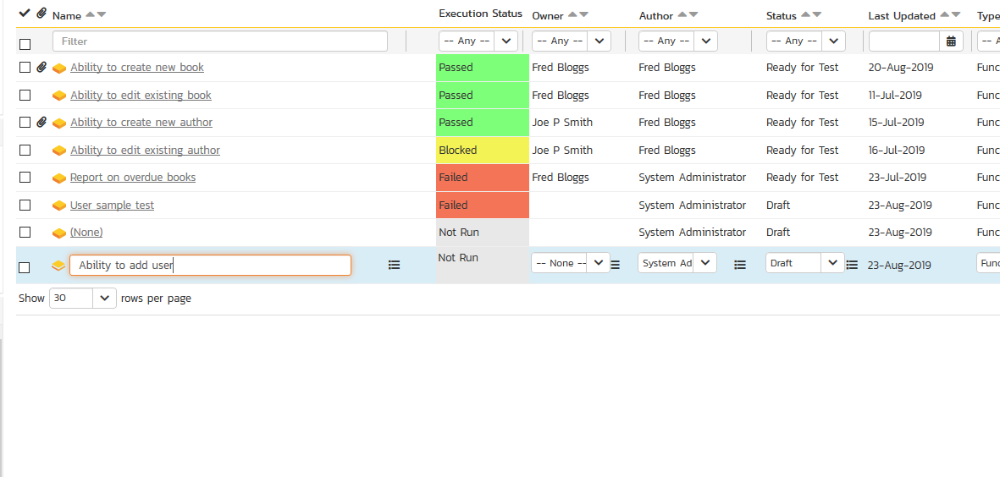 Name Execution Status Owner Author Status Last Updated Type
Filter -- Any -- -- Any -- -- Any -- -- Any -- -- A
Ability to create new book Passed Fred Bloggs Fred Bloggs Ready for Test 20-Aug-2019 Func
Ability to edit existing book Passed Fred Bloggs Fred Bloggs Ready for Test 11-Jul-2019 Func
Ability to create new author Passed Joe P Smith Fred Bloggs Ready for Test 15-Jul-2019 Func
Ability to edit existing author Blocked Joe P Smith Fred Bloggs Ready for Test 16-Jul-2019 Func
Report on overdue books Failed Fred Bloggs System Administrator Ready for Test 23-Jul-2019 Func
User sample test Failed System Administrator Draft 23-Aug-2019 Func
(None) Not Run System Administrator Draft 23-Aug-2019 Func
Ability to add user Not Run -- None -- System Ad Draft 23-Aug-2019 Func
Show 30 rows per page